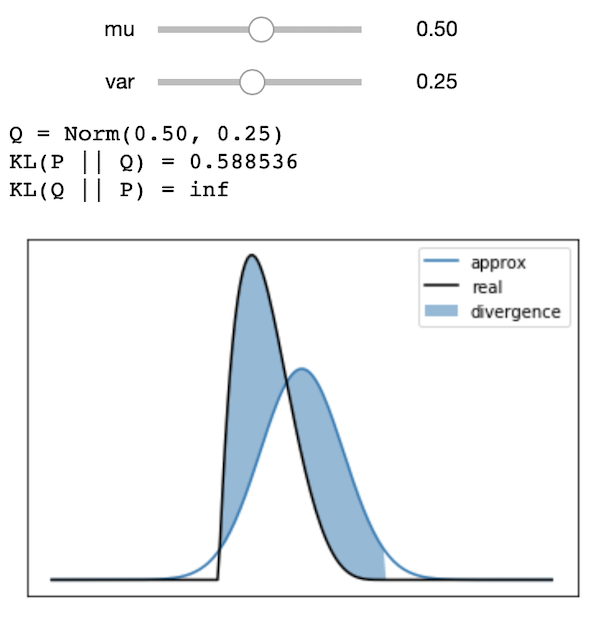 mu 0.50
var 0.25
Q = Norm(0.50, 0.25)
KL(P || Q) = 0.588536
KL(Q || P) = inf
approx
real
divergence